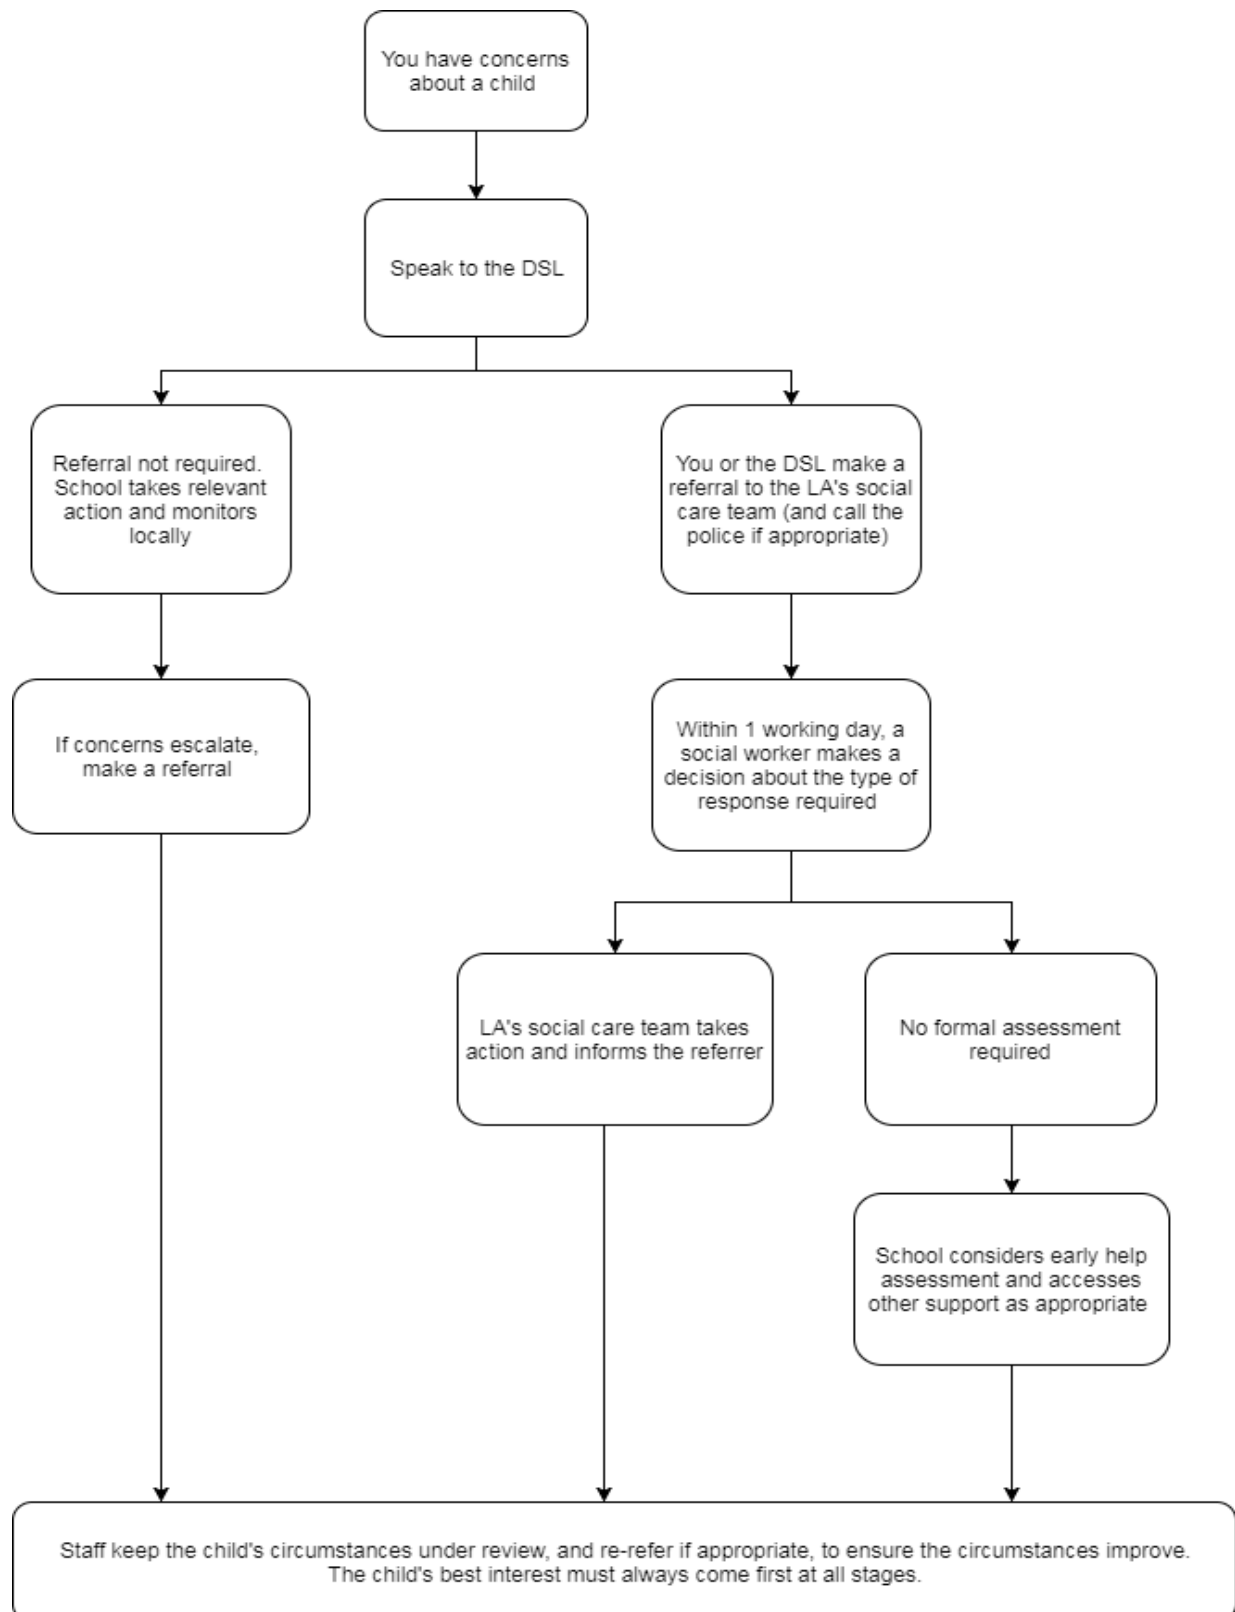 You have concerns
about a child
Speak to the DSL
Referral not required.
School takes relevant
action and monitors
locally
You or the DSL make a
referral to the LA's social
care team (and call the
police if appropriate)
If concerns escalate,
make a referral
Within 1 working day, a
social worker makes a
decision about the type of
response required
LA's social care team takes
action and informs the referrer
No formal assessment
required
School considers early help
assessment and accesses
other support as appropriate
Staff keep the child's circumstances under review, and re-refer if appropriate, to ensure the circumstances improve.
The child's best interest must always come first at all stages.